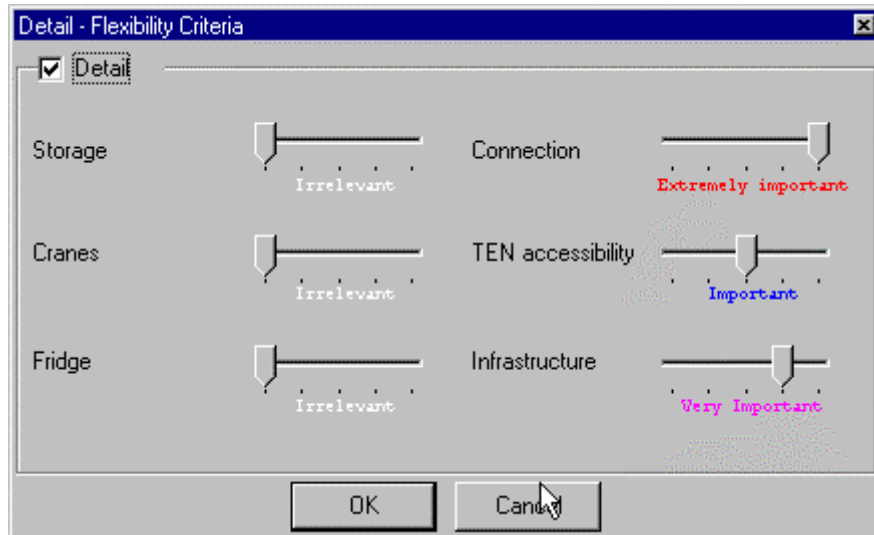 Detail - Flexibility Criteria
Detail
Storage
Irrelevant
Connection
Extremely important
Cranes
Irrelevant
TEN accessibility
Important
Fridge
Irrelevant
Infrastructure
Very Important
OK
Cancel